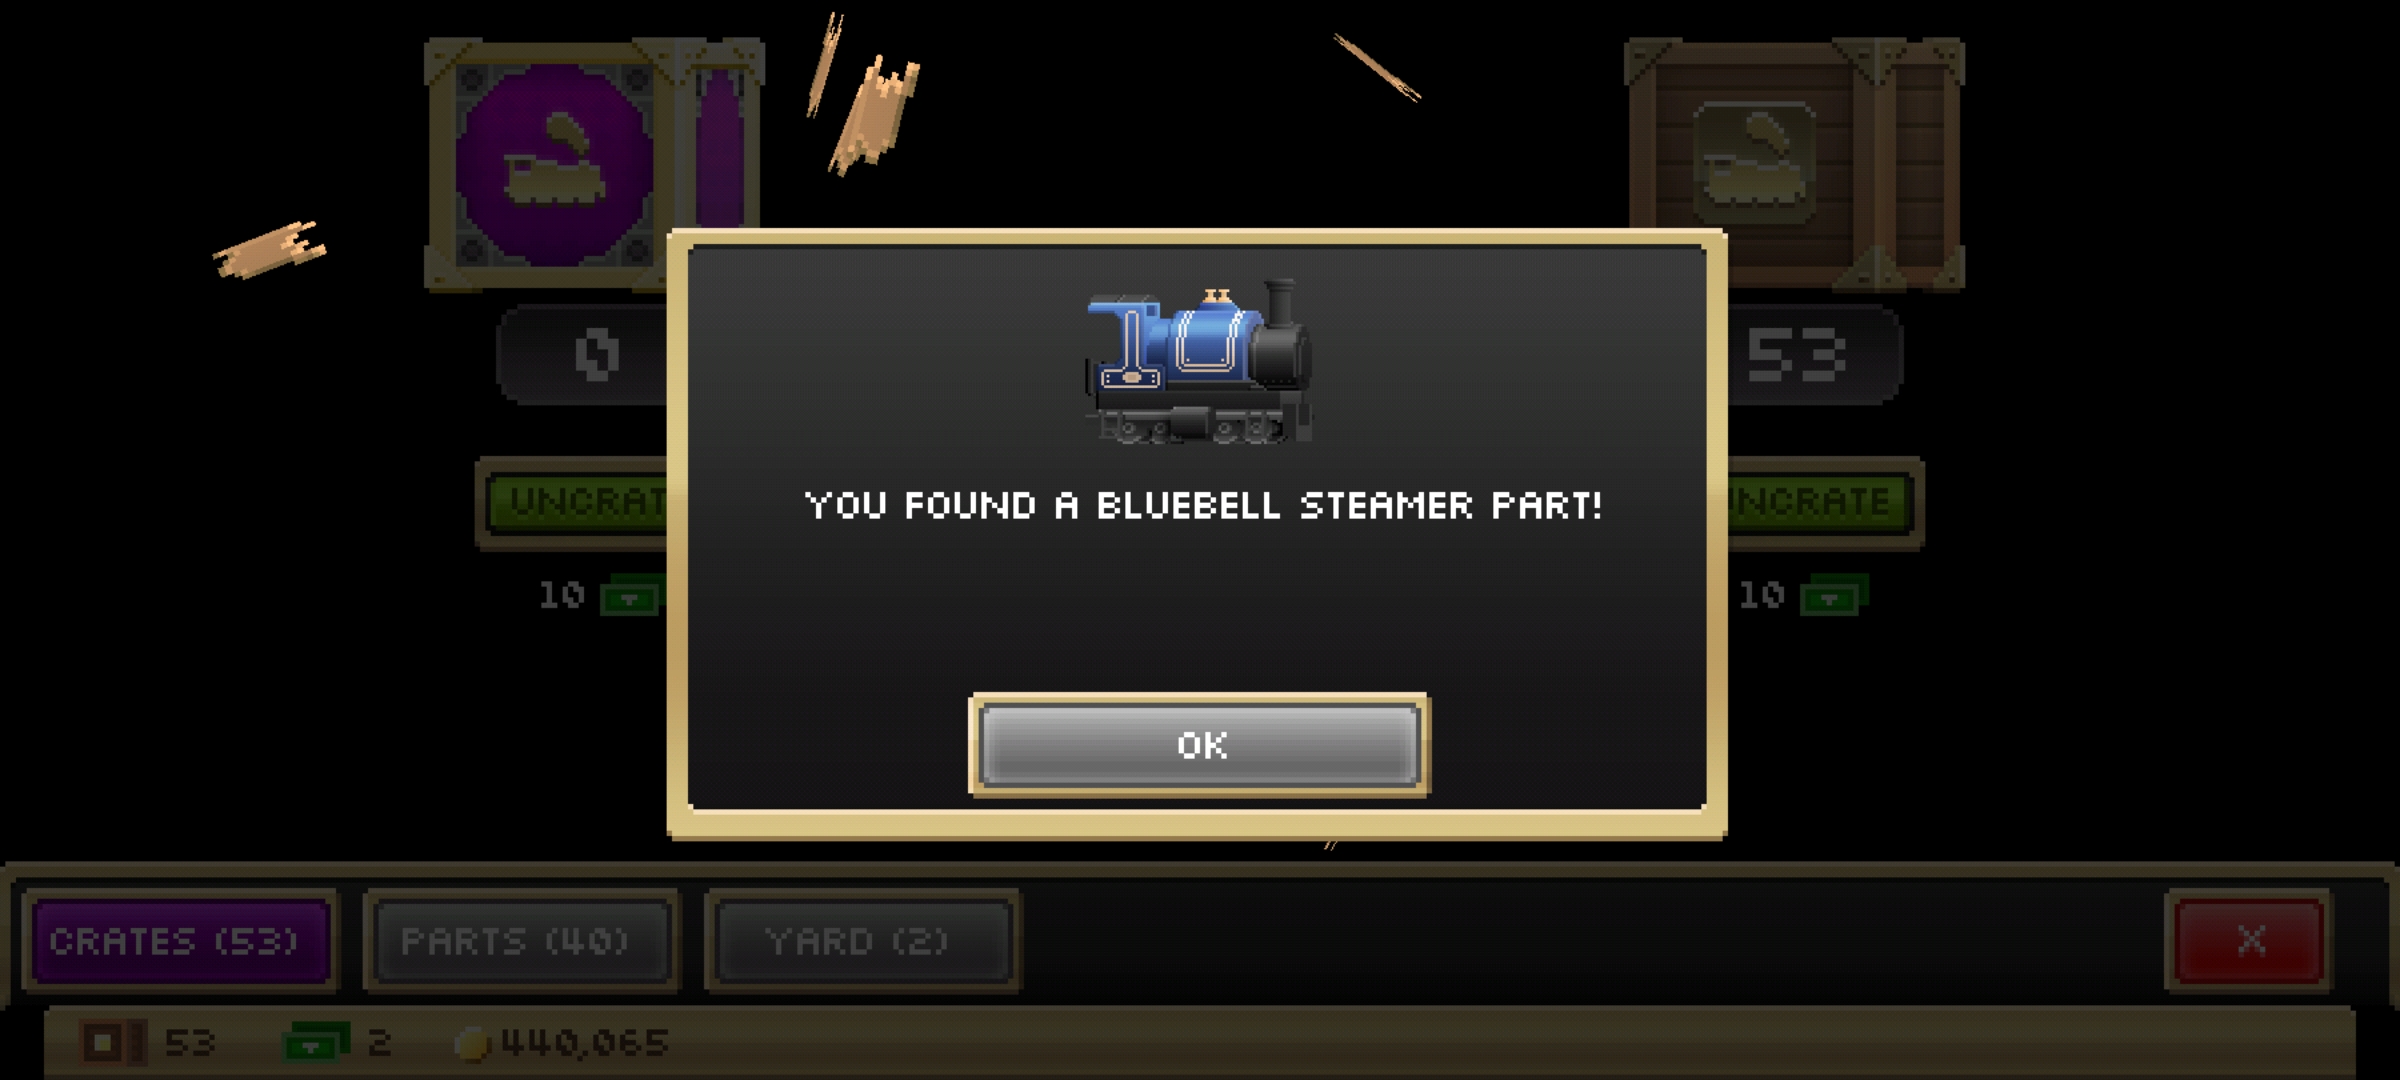 0
53
YOU FOUND A BLUEBELL STEAMER PART!
UNCRAT
NCRATE
10
10
OK
CRATES (53)
PARTS (40)
YARD (2)
X
53
2
440,065